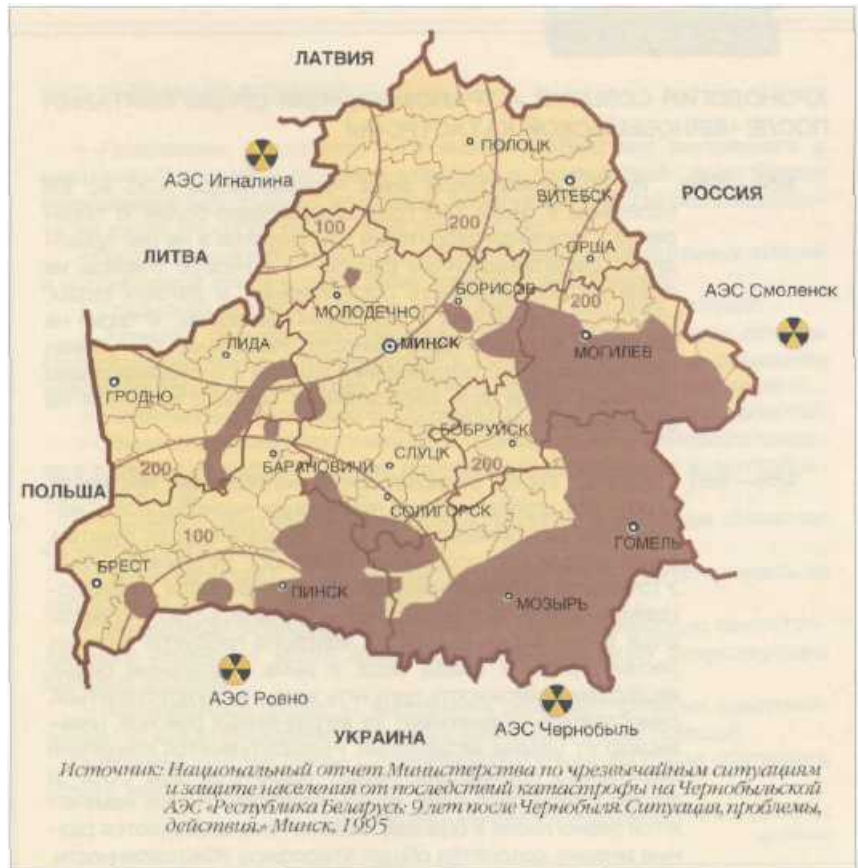 ЛАТВИЯ
ПОЛОЦК
АЭС Игналина
ВИТЕБСК
РОССИЯ
100
200
ЛИТВА
ОРША
АЭС Смоленск
200
БОРИСОВ
МОЛОДЕЧНО
МИНСК
ЛИДА
МОГИЛЕВ
ГРОДНО
БОБРУЙСК
СЛУЦК
200
БАРАНОВИЧИ
200
ПОЛЬША
СОЛИГОРСК
100
ГОМЕЛЬ
БРЕСТ
ПИНСК
МОЗЫРЬ
АЭС Ровно
АЭС Чернобыль
УКРАИНА
Источник: Национальный отчет Министерства по чрезвычайным ситуациям
и защите населения от последствий катастрофы на Чернобыльской
АЭС «Республика Беларусь: 9 лет после Чернобыля. Ситуация, проблемы,
действия.» Минск, 1995